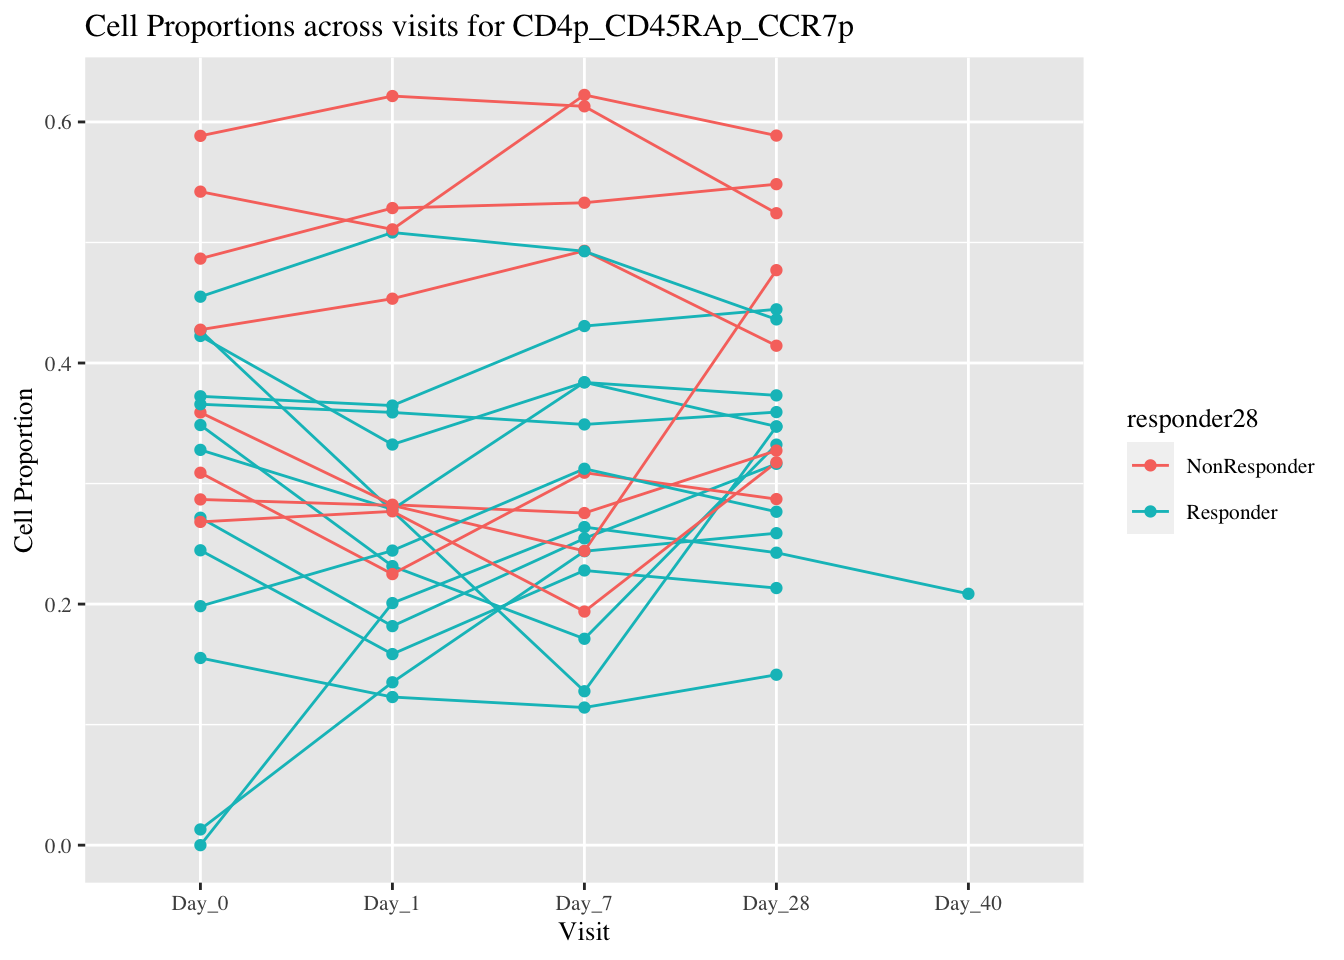 Cell Proportions across visits for CD4p_CD45RAp_CCR7p
0.6
0.4
0.2
0.0
Cell Proportion
Day_0
Day_1
Day_7
Day_28
Day_40
Visit
responder28
NonResponder
Responder